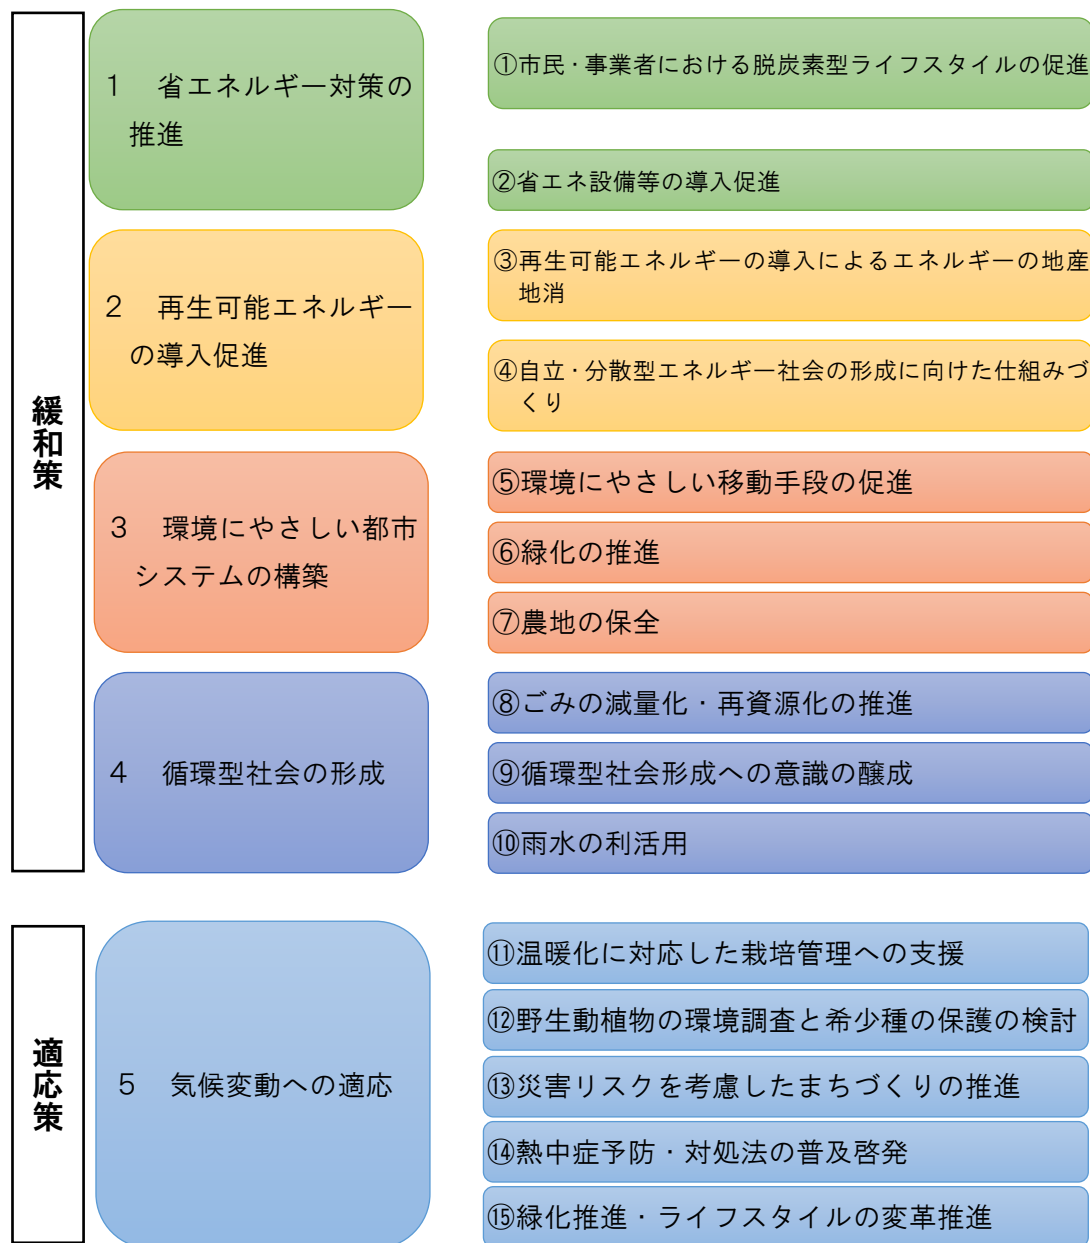 緩和策
1 省エネルギー対策の
推進
①市民・事業者における脱炭素型ライフスタイルの促進
②省エネ設備等の導入促進
2 再生可能エネルギー
の導入促進
③再生可能エネルギーの導入によるエネルギーの地産
地消
④自立・分散型エネルギー社会の形成に向けた仕組みづ
くり
3 環境にやさしい都市
システムの構築
⑤環境にやさしい移動手段の促進
⑥緑化の推進
⑦農地の保全
4 循環型社会の形成
⑧ごみの減量化・再資源化の推進
⑨循環型社会形成への意識の醸成
⑩雨水の利活用
適応策
5 気候変動への適応
⑪温暖化に対応した栽培管理への支援
⑫野生動植物の環境調査と希少種の保護の検討
⑬災害リスクを考慮したまちづくりの推進
⑭熱中症予防・対処法の普及啓発
⑮緑化推進・ライフスタイルの変革推進